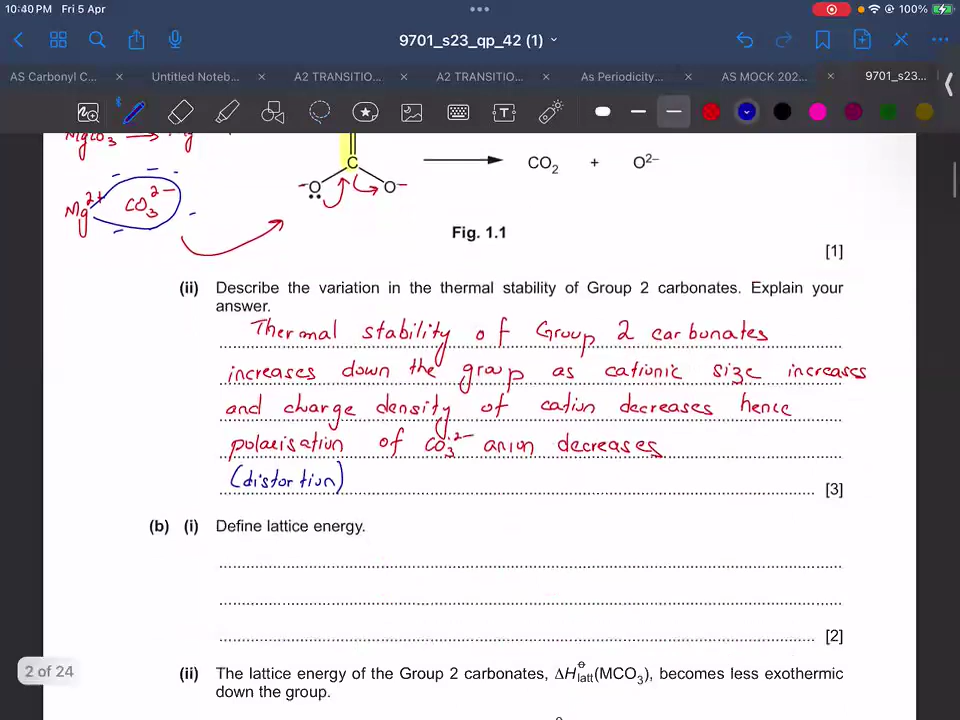 10:40 PM Fri 5 Apr
100%
9701_s23_qp_42 (1)
AS Carbonyl C...
Untitled Noteb...
A2 TRANSITIO...
A2 TRANSITIO...
As Periodicity...
AS MOCK 202...
9701_s23...
MgCO3 → Mg
Mg2+ CO3 2−
−O C O−
CO2 + O2−
Fig. 1.1
[1]
(ii) Describe the variation in the thermal stability of Group 2 carbonates. Explain your
answer.
Thermal stability of Group 2 carbonates
increases down the group as cationic size increases
and charge density of cation decreases hence
polarisation of CO3 2− anion decreases
(distortion)
[3]
(b) (i) Define lattice energy.
[2]
(ii) The lattice energy of the Group 2 carbonates, ΔH⦵latt(MCO3), becomes less exothermic
down the group.
2 of 24